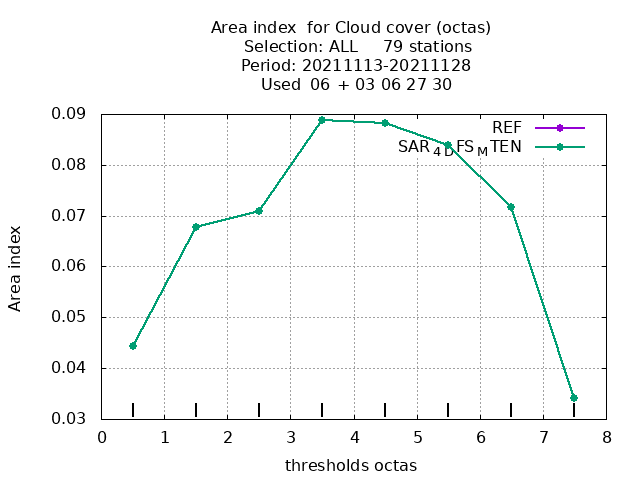 Area index  for Cloud cover (octas)
Selection: ALL     79 stations
Period: 20211113-20211128
Used  06  + 03 06 27 30
0.09
REF
SAR4DFSMTEN
0.08
0.07
0.06
0.05
0.04
0.03
Area index
0 1 2 3 4 5 6 7 8
thresholds octas